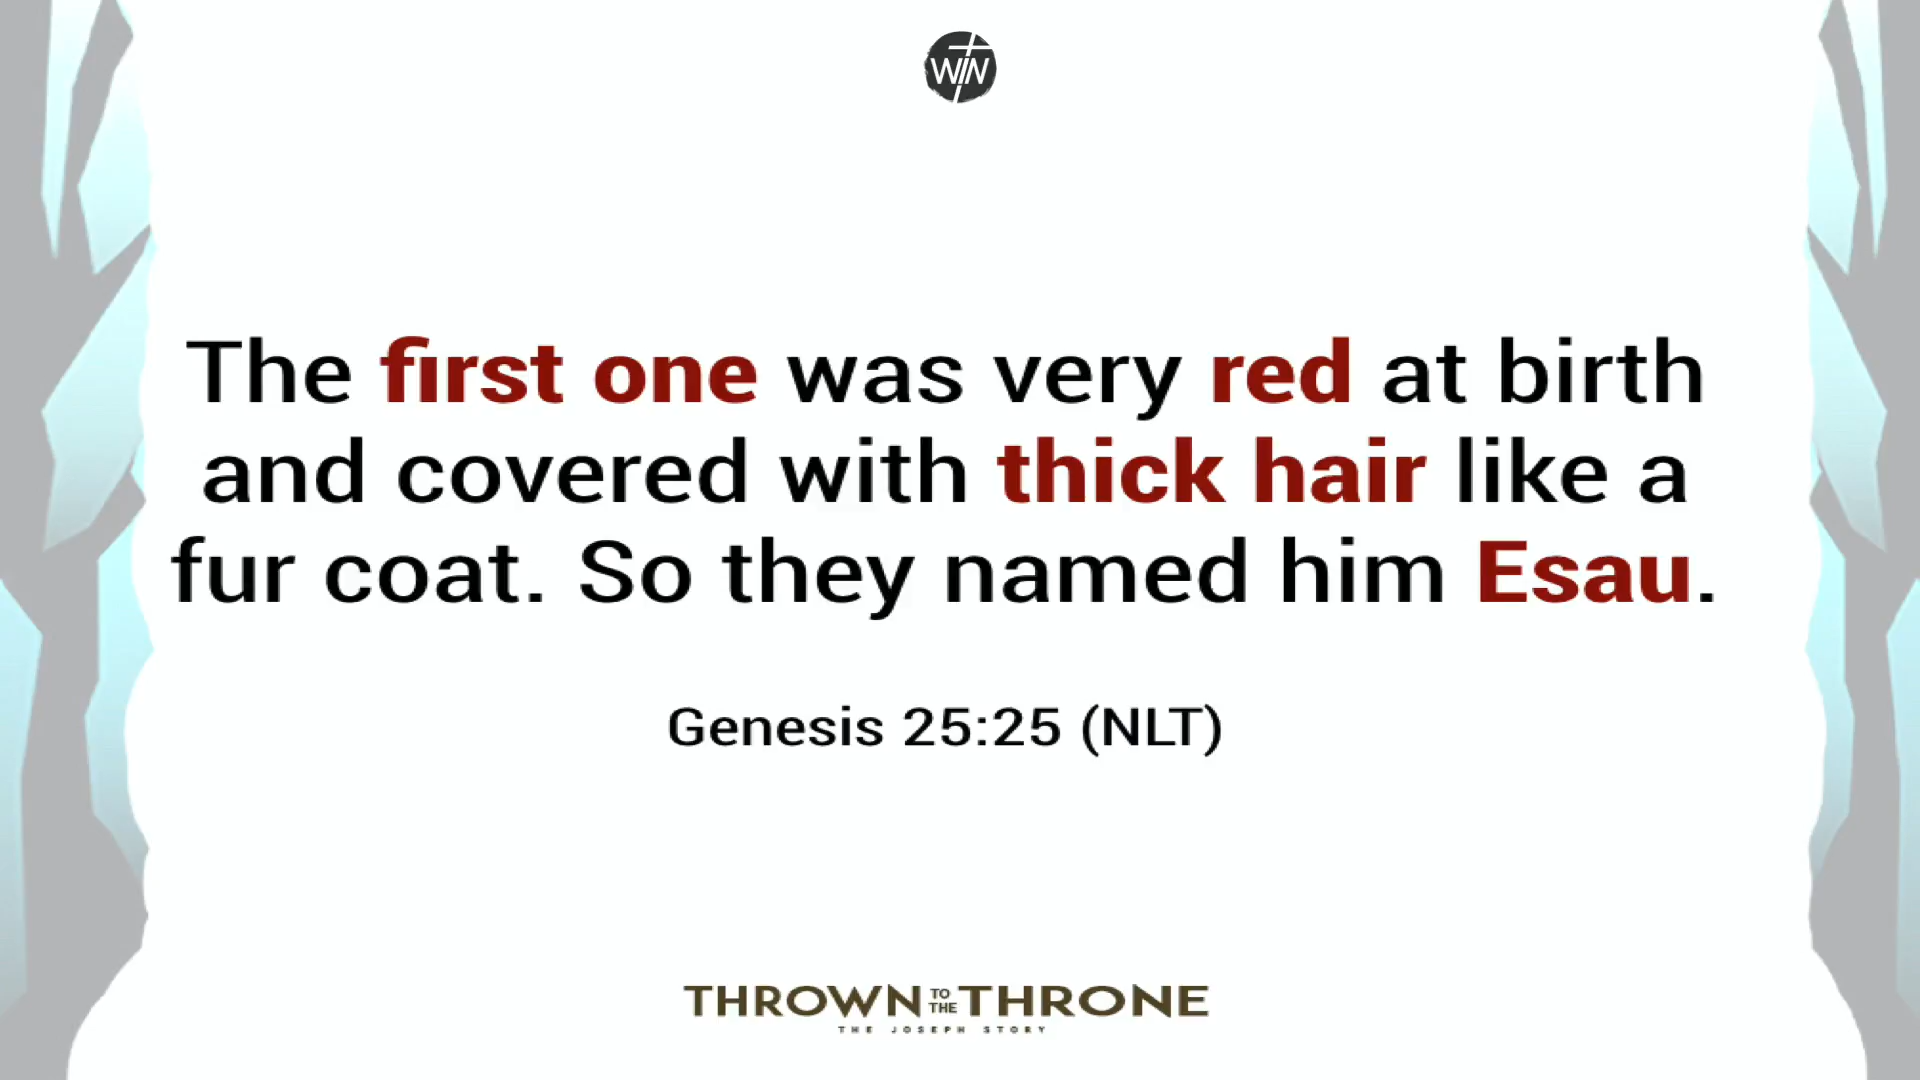 WIN
The first one was very red at birth
and covered with thick hair like a
fur coat. So they named him Esau.
Genesis 25:25 (NLT)
THROWN TO THE THRONE
THE JOSEPH STORY